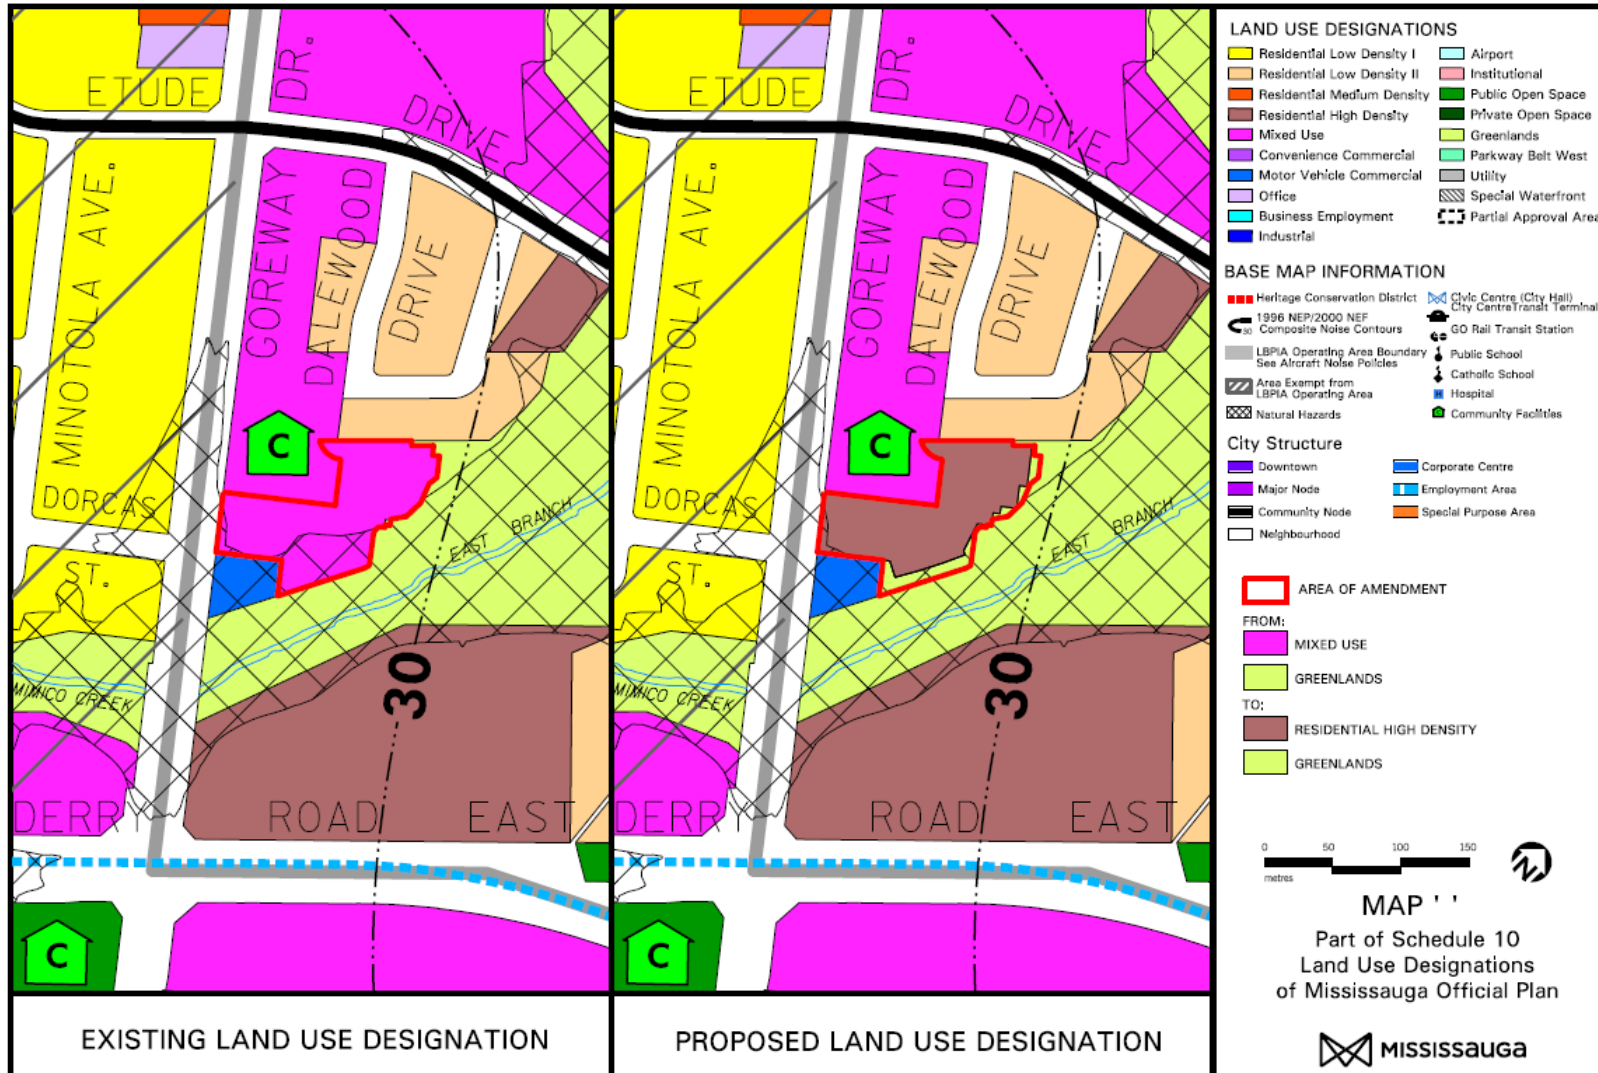 ETUDE
DR.
DRIVE
MINOTOLA AVE.
GOREWAY
DALEWOOD
DRIVE
C
DORCAS
ST.
EAST
BRANCH
MIMICO CREEK
30
DERRY
ROAD
EAST
C
EXISTING LAND USE DESIGNATION
ETUDE
DR.
DRIVE
MINOTOLA AVE.
GOREWAY
DALEWOOD
DRIVE
C
DORCAS
ST.
EAST
BRANCH
MIMICO CREEK
30
DERRY
ROAD
EAST
C
PROPOSED LAND USE DESIGNATION
LAND USE DESIGNATIONS
Residential Low Density I
Residential Low Density II
Residential Medium Density
Residential High Density
Mixed Use
Convenience Commercial
Motor Vehicle Commercial
Office
Business Employment
Industrial
Airport
Institutional
Public Open Space
Private Open Space
Greenlands
Parkway Belt West
Utility
Special Waterfront
Partial Approval Area
BASE MAP INFORMATION
Heritage Conservation District
1996 NEP/2000 NEF
Composite Noise Contours
30
LBPIA Operating Area Boundary
See Aircraft Noise Policies
Area Exempt from
LBPIA Operating Area
Natural Hazards
Civic Centre (City Hall)
City Centre Transit Terminal
GO Rail Transit Station
Public School
Catholic School
H Hospital
C Community Facilities
City Structure
Downtown
Major Node
Community Node
Neighbourhood
Corporate Centre
Employment Area
Special Purpose Area
AREA OF AMENDMENT
FROM:
MIXED USE
GREENLANDS
TO:
RESIDENTIAL HIGH DENSITY
GREENLANDS
0 50 100 150
metres
MAP ' '
Part of Schedule 10
Land Use Designations
of Mississauga Official Plan
MISSISSauGa